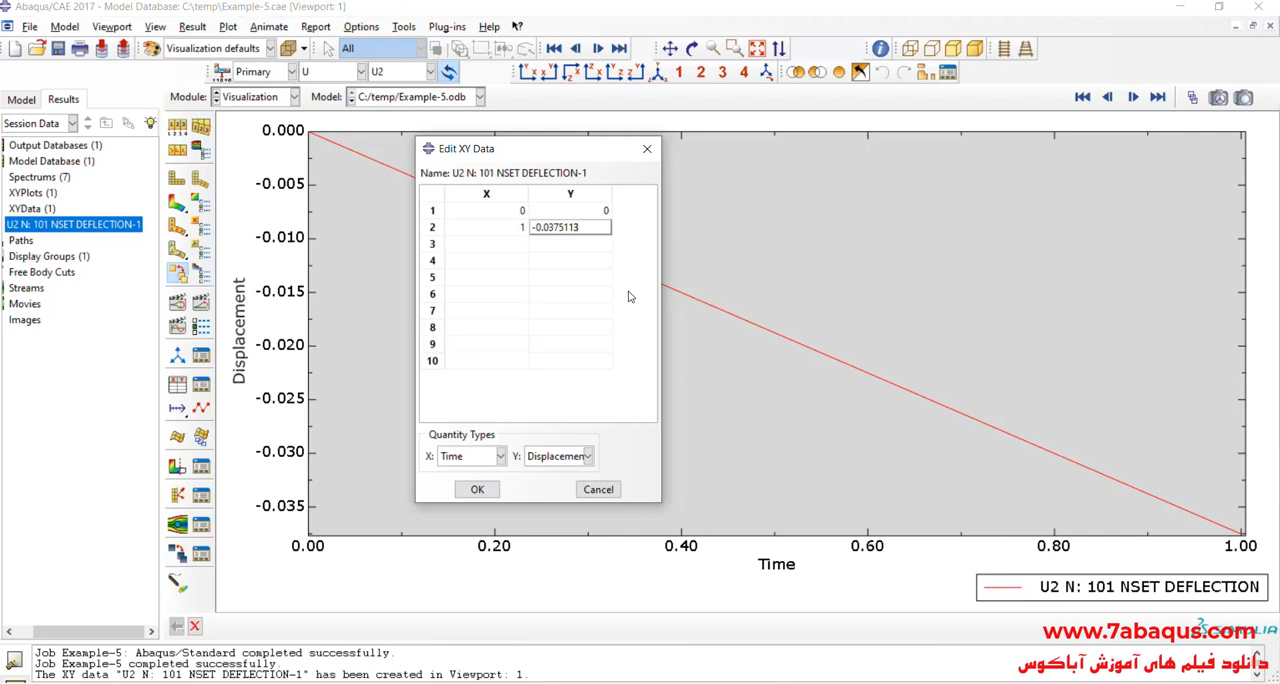 Abaqus/CAE 2017 - Model Database: C:\temp\Example-5.cae [Viewport: 1]
File Model Viewport View Result Plot Animate Report Options Tools Plug-ins Help
Visualization defaults All
Primary U U2 1 2 3 4
Model Results Module: Visualization Model: C:/temp/Example-5.odb
Session Data
Output Databases (1)
Model Database (1)
Spectrums (7)
XYPlots (1)
XYData (1)
U2 N: 101 NSET DEFLECTION-1
Paths
Display Groups (1)
Free Body Cuts
Streams
Movies
Images
0.000
-0.005
-0.010
-0.015
-0.020
-0.025
-0.030
-0.035
Displacement
0.00 0.20 0.40 0.60 0.80 1.00
Time
U2 N: 101 NSET DEFLECTION
Edit XY Data
Name: U2 N: 101 NSET DEFLECTION-1
X Y
1 0 0
2 1 -0.0375113
3
4
5
6
7
8
9
10
Quantity Types
X: Time Y: Displacemen
OK Cancel
www.7abaqus.com
دانلود فیلم های آموزش آباکوس
Job Example-5: Abaqus/Standard completed successfully.
Job Example-5 completed successfully.
The XY data "U2 N: 101 NSET DEFLECTION-1" has been created in Viewport: 1.